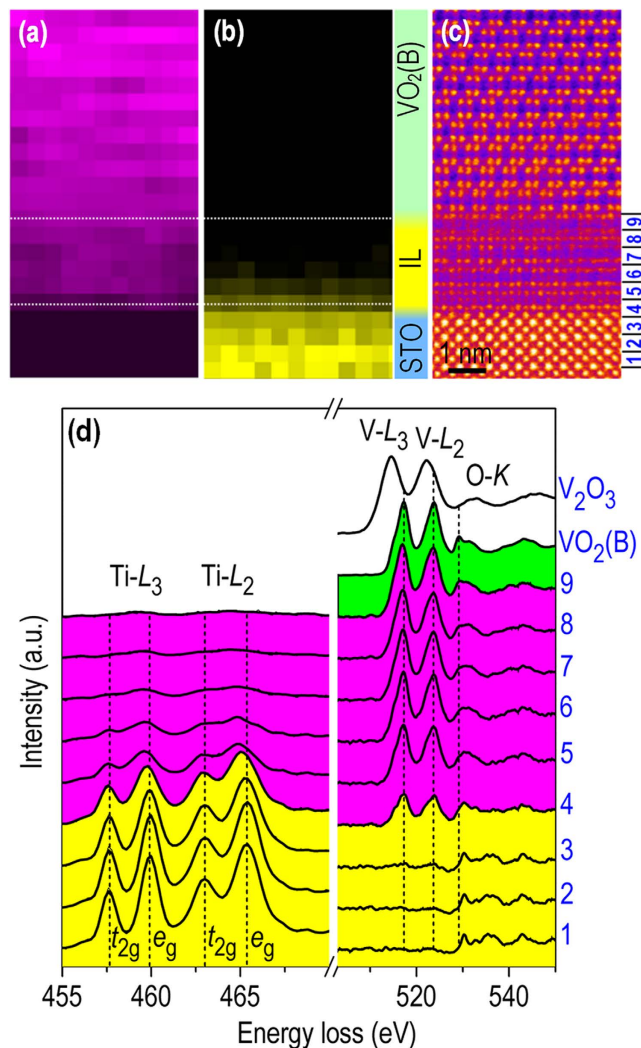 (a)
(b)
(c)
VO₂(B)
IL
STO
9
8
7
6
5
4
3
2
1
1 nm
(d)
V-L₃
V-L₂
O-K
V₂O₃
VO₂(B)
Ti-L₃
Ti-L₂
9
8
7
6
5
4
3
2
1
t₂g
eg
t₂g
eg
Intensity (a.u.)
455
460
465
520
540
Energy loss (eV)